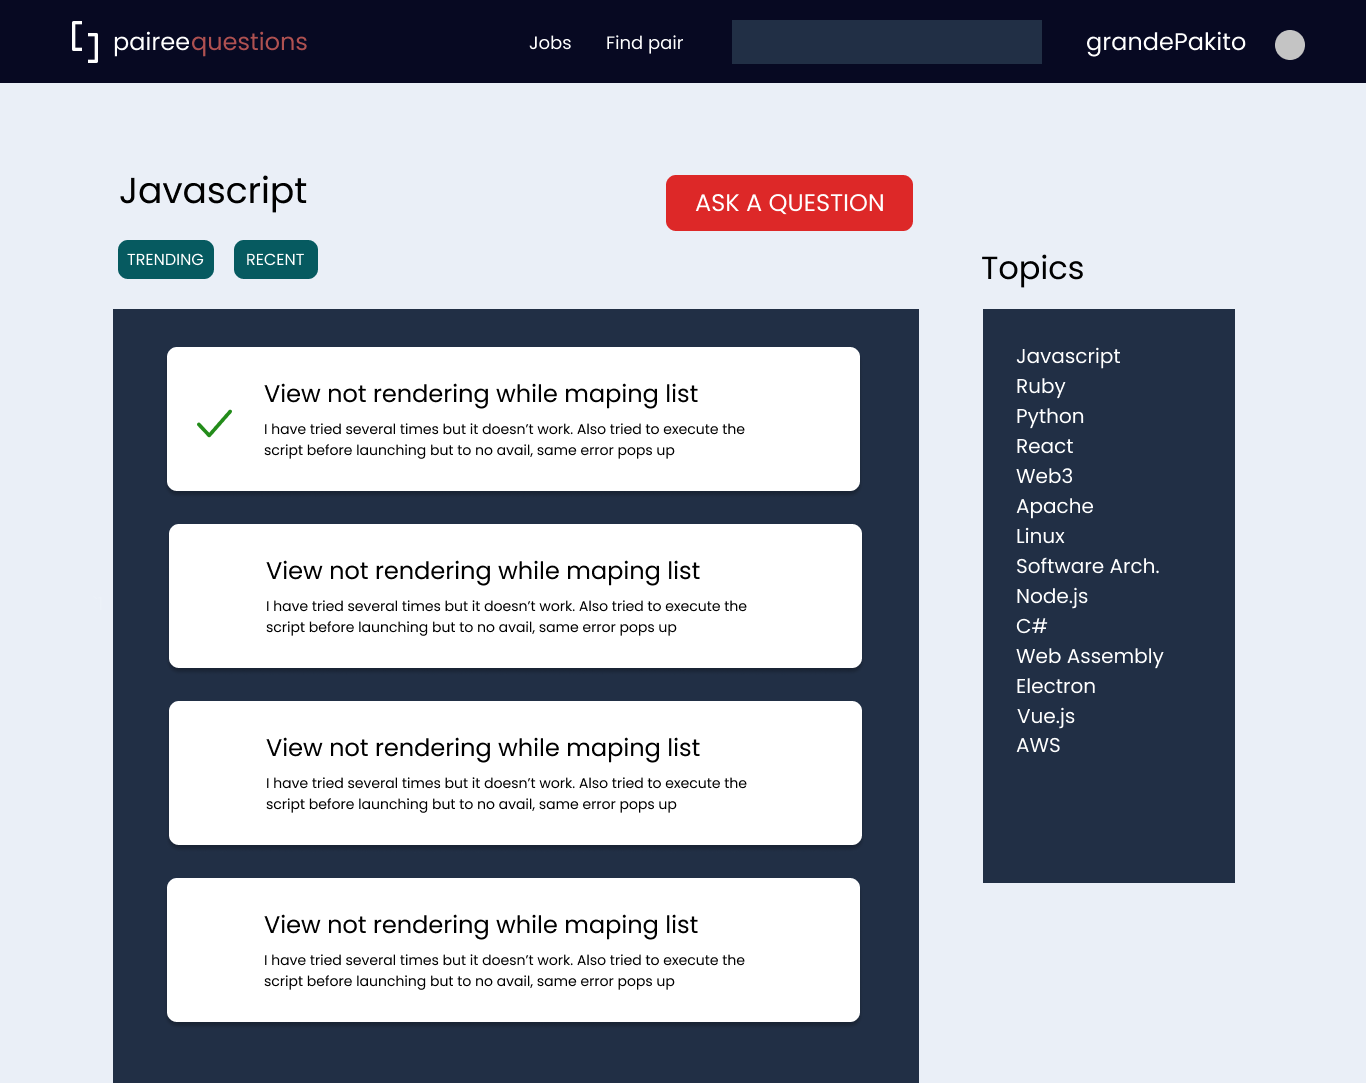 paireequestions
Jobs
Find pair
grandePakito
Javascript
ASK A QUESTION
TRENDING
RECENT
View not rendering while maping list
I have tried several times but it doesn’t work. Also tried to execute the
script before launching but to no avail, same error pops up
View not rendering while maping list
I have tried several times but it doesn’t work. Also tried to execute the
script before launching but to no avail, same error pops up
View not rendering while maping list
I have tried several times but it doesn’t work. Also tried to execute the
script before launching but to no avail, same error pops up
View not rendering while maping list
I have tried several times but it doesn’t work. Also tried to execute the
script before launching but to no avail, same error pops up
Topics
Javascript
Ruby
Python
React
Web3
Apache
Linux
Software Arch.
Node.js
C#
Web Assembly
Electron
Vue.js
AWS